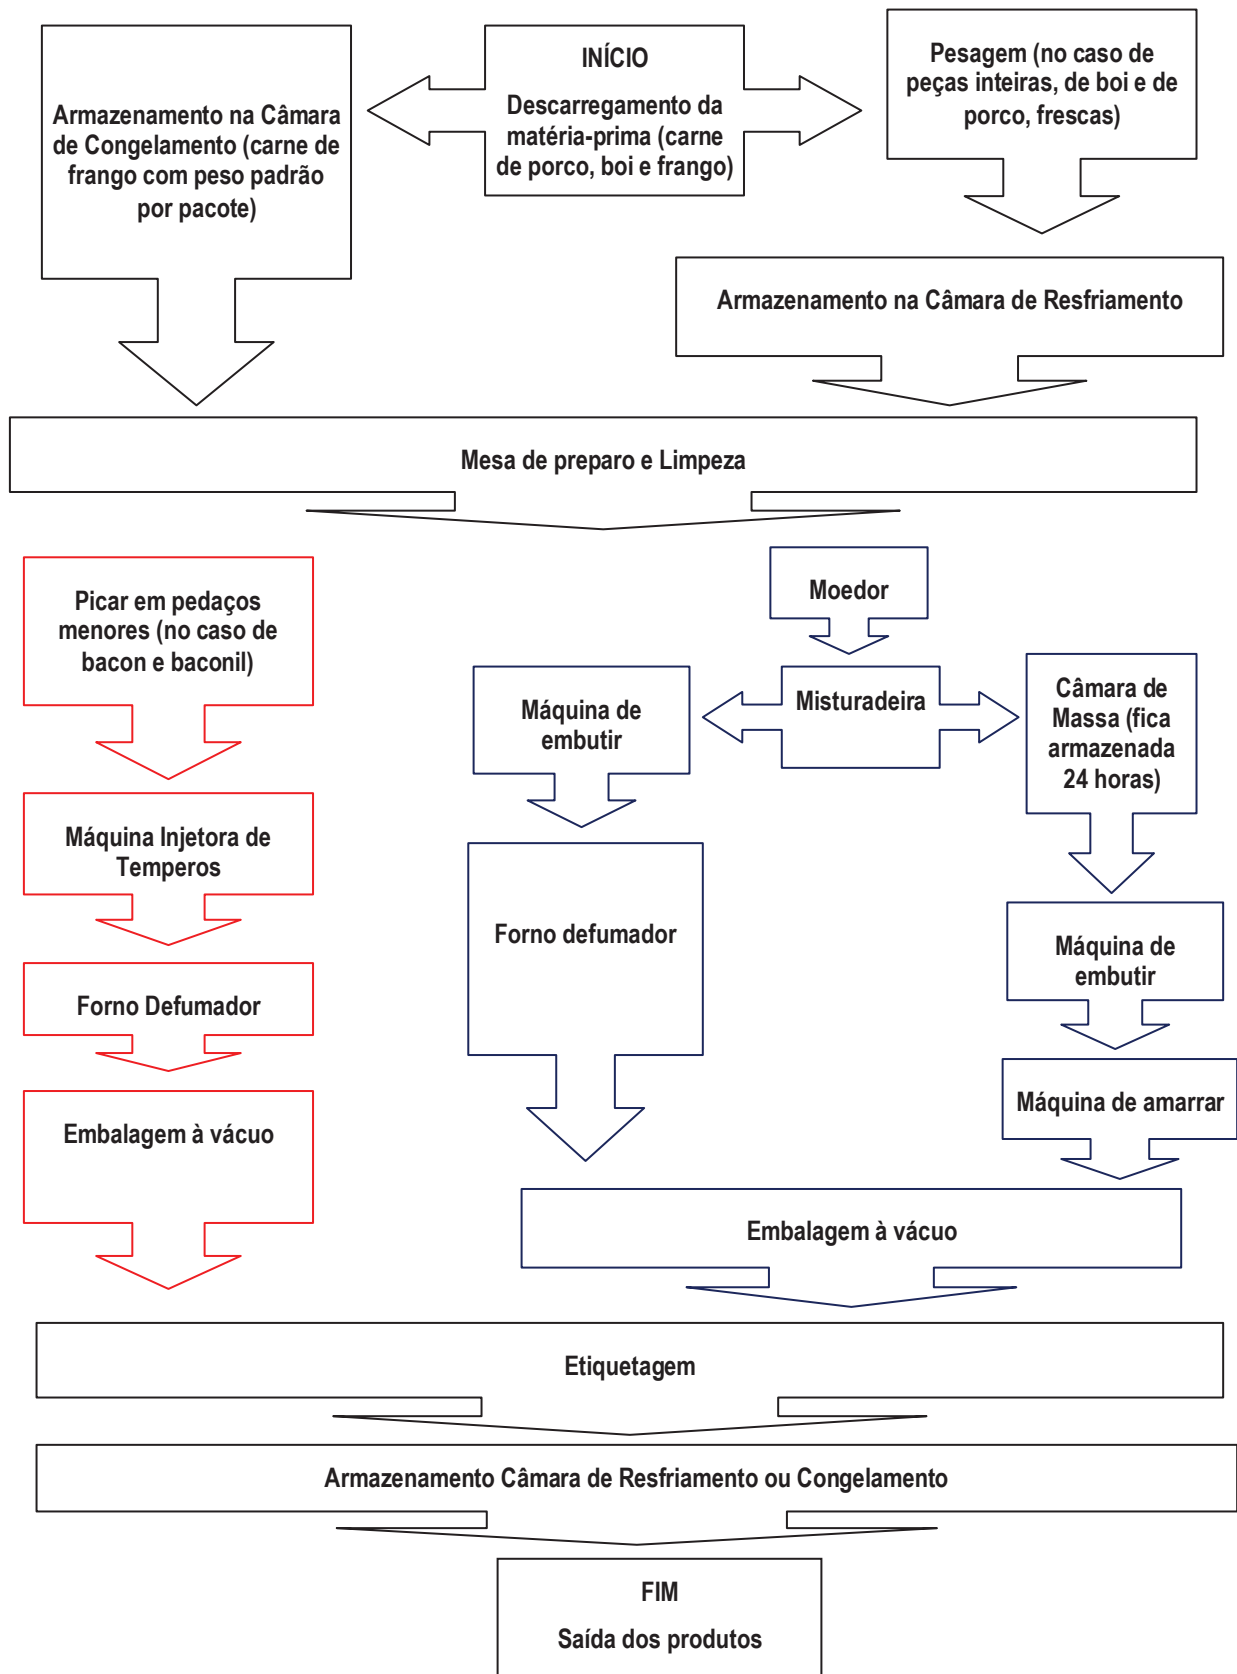 INÍCIO
Descarregamento da
matéria-prima (carne
de porco, boi e frango)
Armazenamento na Câmara
de Congelamento (carne de
frango com peso padrão
por pacote)
Pesagem (no caso de
peças inteiras, de boi e de
porco, frescas)
Armazenamento na Câmara de Resfriamento
Mesa de preparo e Limpeza
Picar em pedaços
menores (no caso de
bacon e baconil)
Máquina Injetora de
Temperos
Forno Defumador
Embalagem à vácuo
Moedor
Misturadeira
Máquina de
embutir
Forno defumador
Câmara de
Massa (fica
armazenada
24 horas)
Máquina de
embutir
Máquina de amarrar
Embalagem à vácuo
Etiquetagem
Armazenamento Câmara de Resfriamento ou Congelamento
FIM
Saída dos produtos